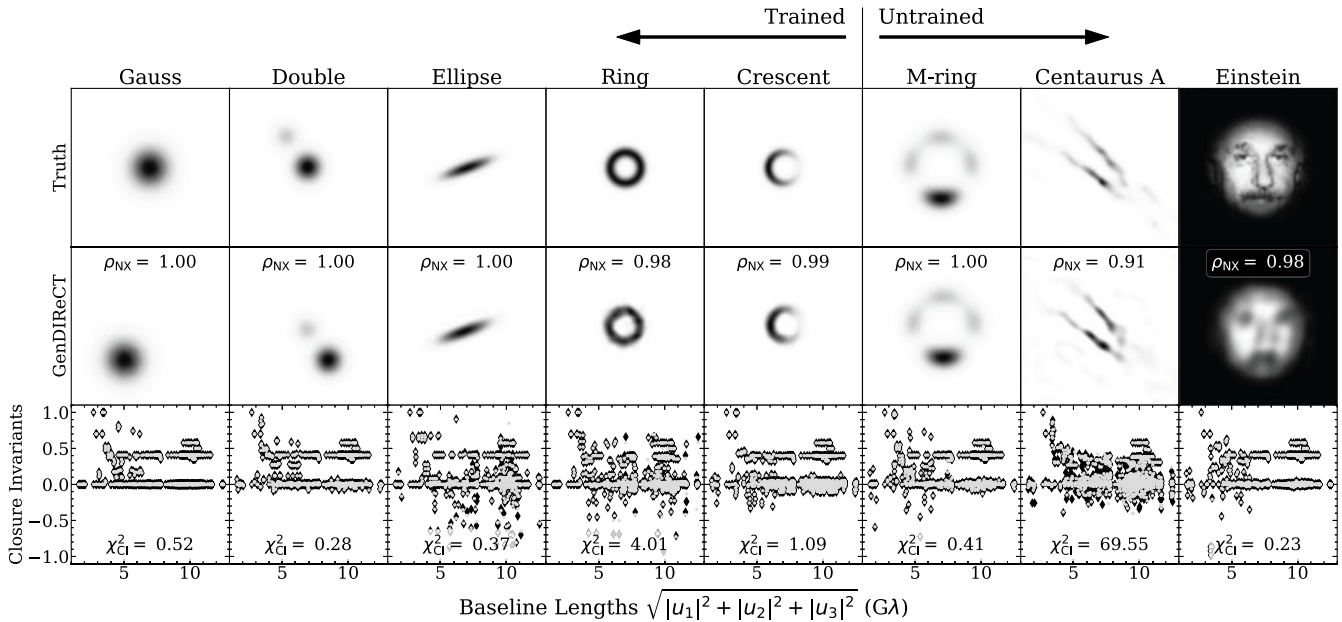 Trained Untrained
Gauss Double Ellipse Ring Crescent M-ring Centaurus A Einstein
Truth
GenDIReCT
ρNX = 1.00 ρNX = 1.00 ρNX = 1.00 ρNX = 0.98 ρNX = 0.99 ρNX = 1.00 ρNX = 0.91 ρNX = 0.98
Closure Invariants
1.0
0.5
0.0
−0.5
−1.0
χ²CI = 0.52 χ²CI = 0.28 χ²CI = 0.37 χ²CI = 4.01 χ²CI = 1.09 χ²CI = 0.41 χ²CI = 69.55 χ²CI = 0.23
5 10 5 10 5 10 5 10 5 10 5 10 5 10 5 10
Baseline Lengths √|u1|² + |u2|² + |u3|² (Gλ)